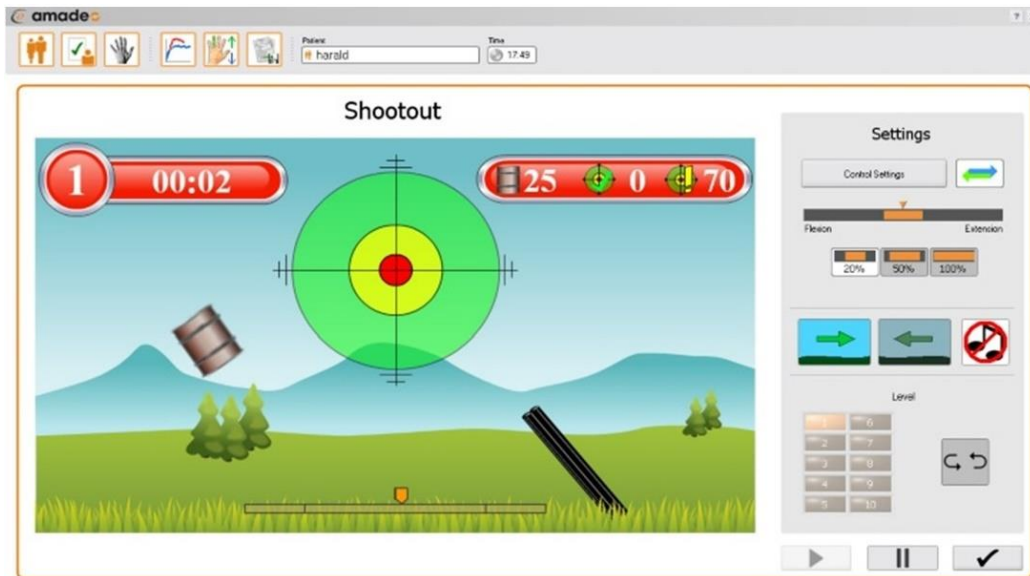 amadeo
?
Patient
Time
harald
17:49
Shootout
1
00:02
25
0
70
Settings
Control Settings
Flexion
Extension
20%
50%
100%
Level
1 6
2 7
3 8
4 9
5 10